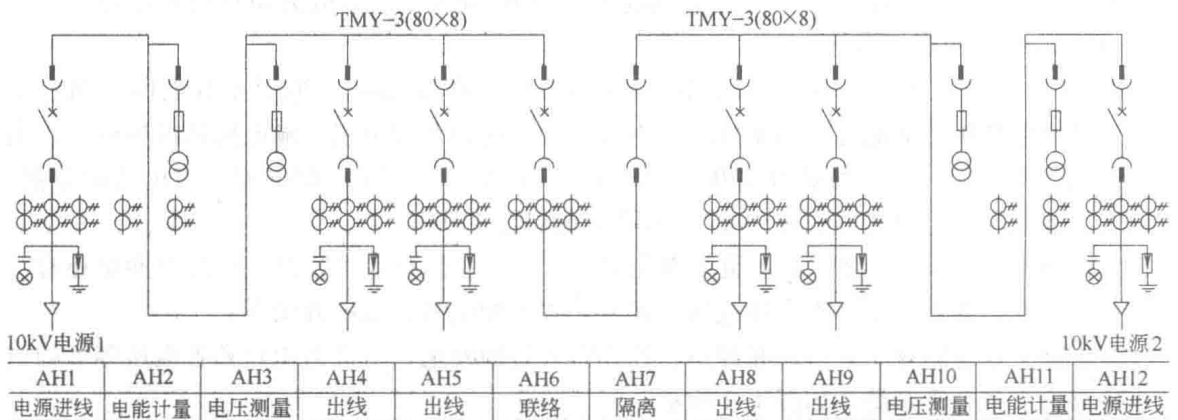 TMY-3(80×8) TMY-3(80×8)
10kV电源1 10kV电源2
AH1 AH2 AH3 AH4 AH5 AH6 AH7 AH8 AH9 AH10 AH11 AH12
电源进线 电能计量 电压测量 出线 出线 联络 隔离 出线 出线 电压测量 电能计量 电源进线